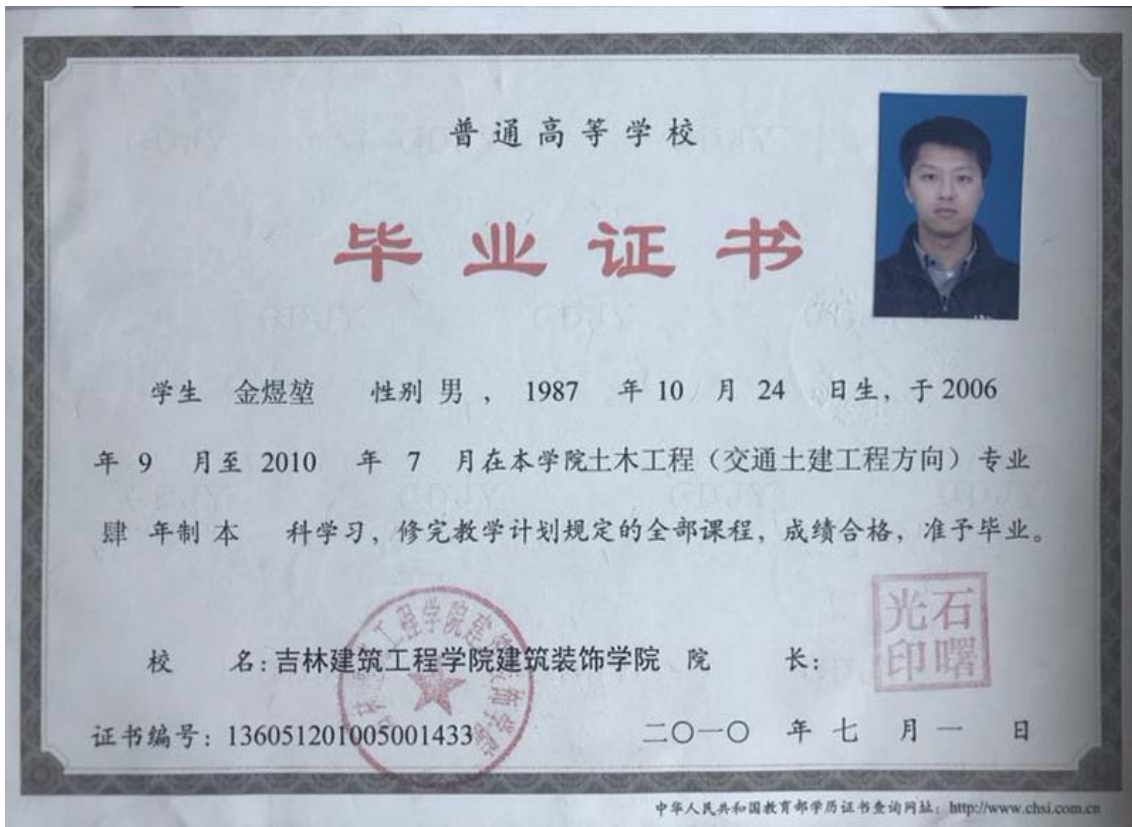 普通高等学校
毕业证书
学生 金煜堃 性别 男 ， 1987 年 10 月 24 日生，于 2006
年 9 月至 2010 年 7 月在本学院土木工程（交通土建工程方向）专业
肆 年制 本 科学习，修完教学计划规定的全部课程，成绩合格，准予毕业。
光石
印曙
校 名：吉林建筑工程学院建筑装饰学院 院 长：
证书编号：136051201005001433 二〇一〇 年 七 月 一 日
中华人民共和国教育部学历证书查询网址：http://www.chsi.com.cn